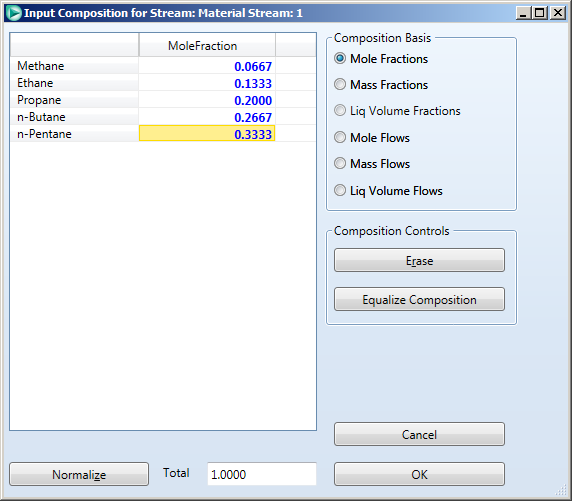 Input Composition for Stream: Material Stream: 1
MoleFraction
Methane 0.0667
Ethane 0.1333
Propane 0.2000
n-Butane 0.2667
n-Pentane 0.3333
Composition Basis
Mole Fractions
Mass Fractions
Liq Volume Fractions
Mole Flows
Mass Flows
Liq Volume Flows
Composition Controls
Erase
Equalize Composition
Cancel
Normalize Total 1.0000 OK